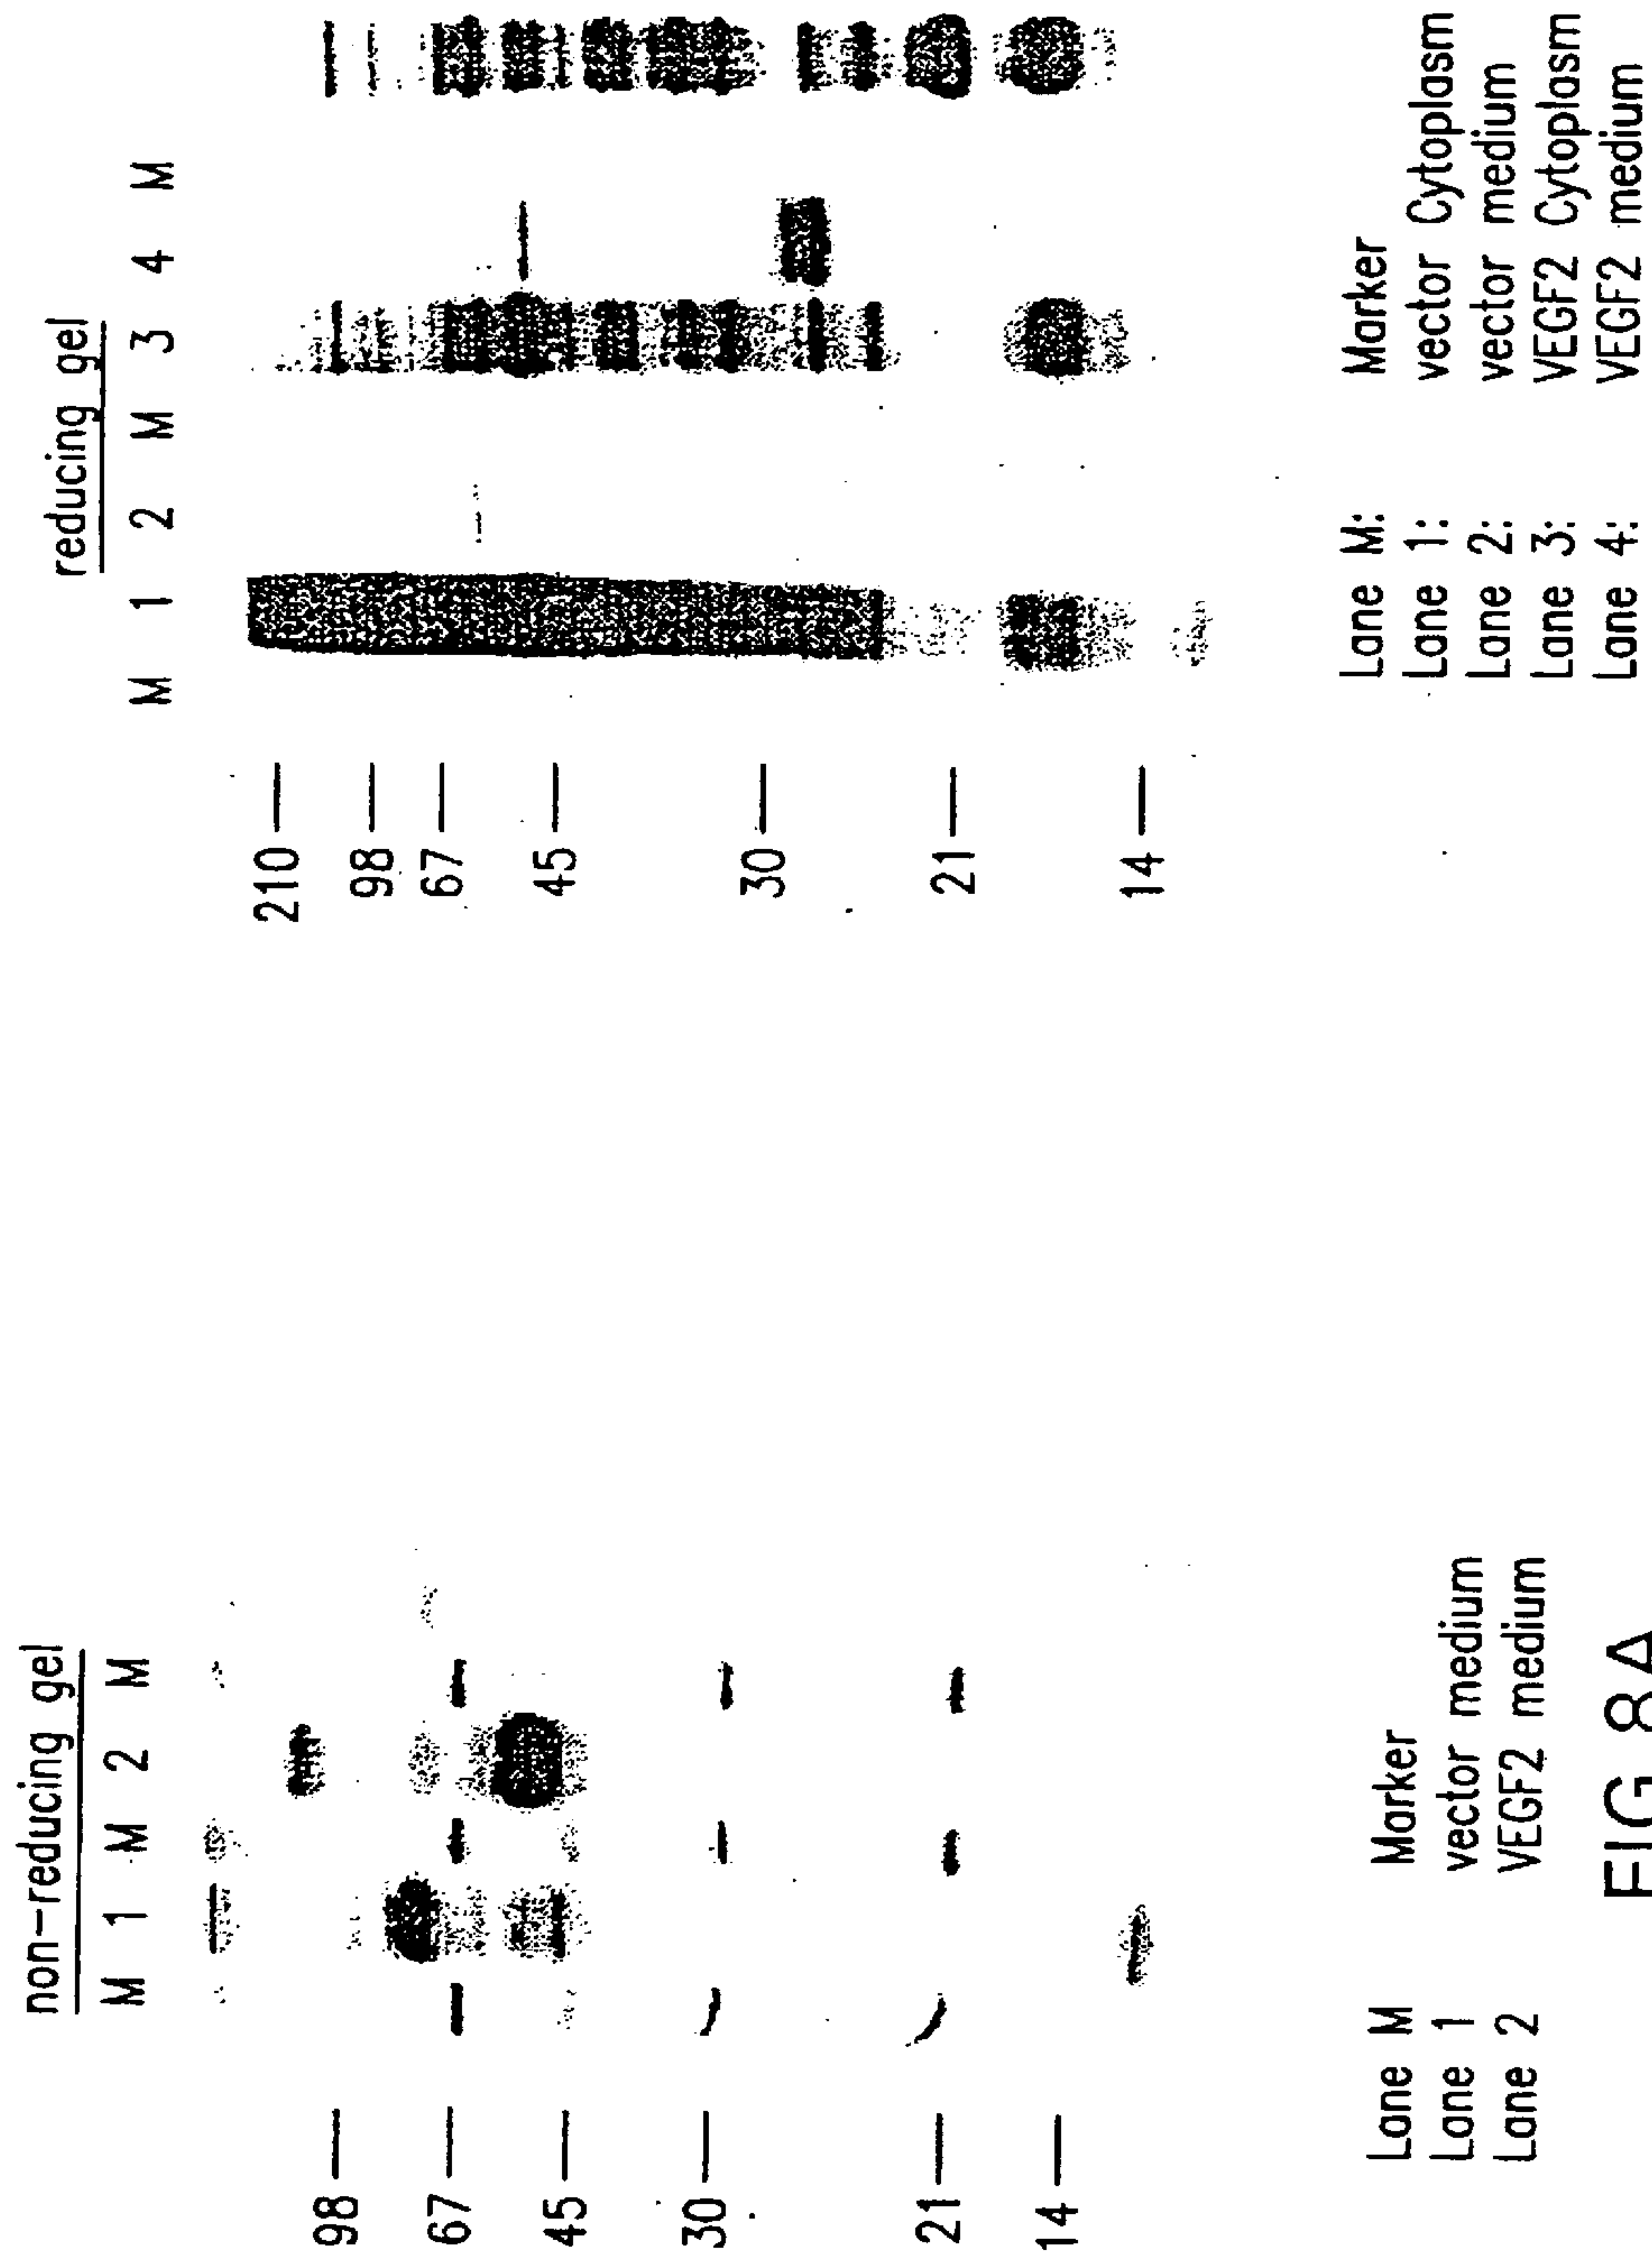 non-reducing gel
M 1 M 2 M
98
67
45
30
21
14
Lane M Marker
Lane 1 vector medium
Lane 2 VEGF2 medium
FIG.8A
reducing gel
M 1 2 M 3 4 M
210
98
67
45
30
21
14
Lane M: Marker
Lane 1: vector Cytoplasm
Lane 2: vector medium
Lane 3: VEGF2 Cytoplasm
Lane 4: VEGF2 medium